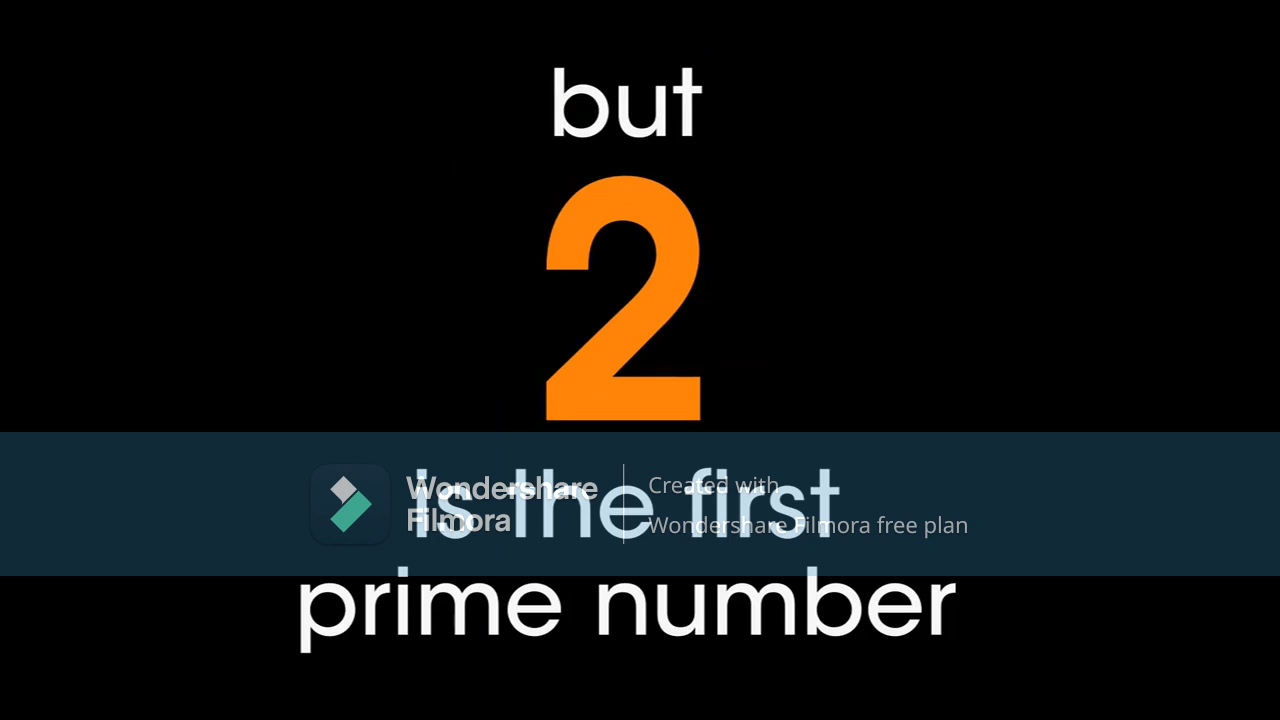 but
2
is the first
Wondershare
Filmora
Created with
Wondershare Filmora free plan
prime number